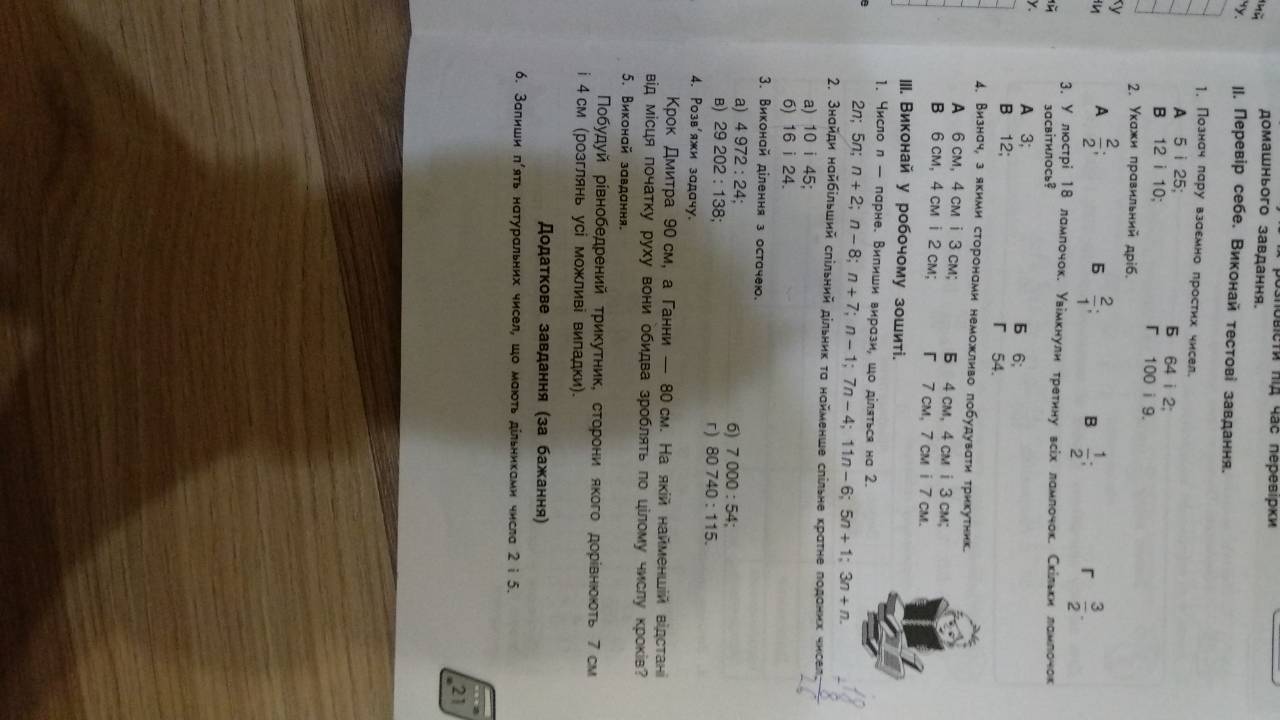 під час перевірки
домашнього завдання.
II. Перевір себе. Виконай тестові завдання.
1. Познач пару взаємно простих чисел.
А 5 і 25; Б 64 і 2;
В 12 і 10; Г 100 і 9.
2. Укажи правильний дріб.
А 2/2; Б 2/1; В 1/2; Г 3/2.
3. У люстрі 18 лампочок. Увімкнули третину всіх лампочок. Скільки лампочок
засвітилось?
А 3; Б 6;
В 12; Г 54.
4. Визнач, з якими сторонами неможливо побудувати трикутник.
А 6 см, 4 см і 3 см; Б 4 см, 4 см і 3 см;
В 6 см, 4 см і 2 см; Г 7 см, 7 см і 7 см.
III. Виконай у робочому зошиті.
1. Число n — парне. Випиши вирази, що діляться на 2.
2n; 5n; n + 2; n – 8; n + 7; n – 1; 7n – 4; 11n – 6; 5n + 1; 3n + n.
2. Знайди найбільший спільний дільник та найменше спільне кратне поданих чисел.
а) 10 і 45;
б) 16 і 24.
3. Виконай ділення з остачею.
а) 4 972 : 24; б) 7 000 : 54;
в) 29 202 : 138; г) 80 740 : 115.
4. Розв'яжи задачу.
Крок Дмитра 90 см, а Ганни — 80 см. На якій найменшій відстані
від місця початку руху вони обидва зроблять по цілому числу кроків?
5. Виконай завдання.
Побудуй рівнобедрений трикутник, сторони якого дорівнюють 7 см
і 4 см (розглянь усі можливі випадки).
Додаткове завдання (за бажання)
6. Запиши п'ять натуральних чисел, що мають дільниками числа 2 і 5.
21